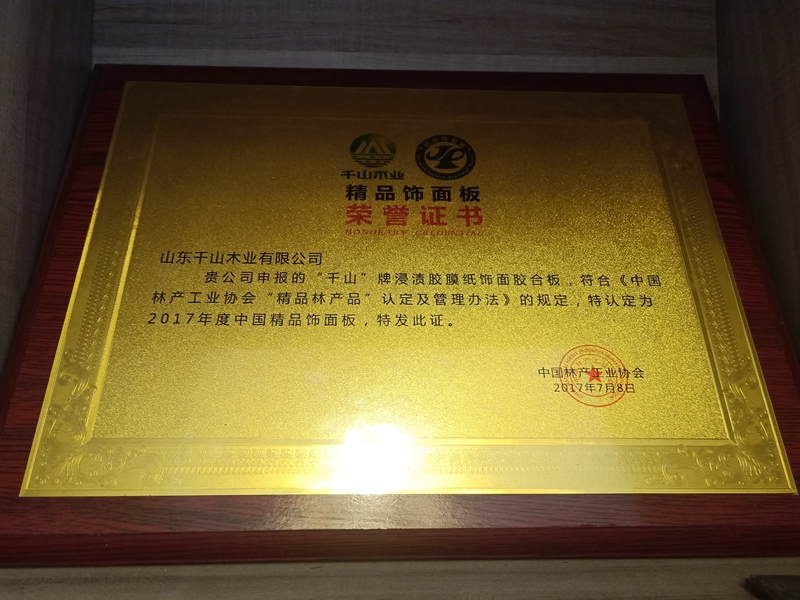 千山木业
精品饰面板
荣誉证书
HONORARY CREDENTIAL
山东千山木业有限公司
贵公司申报的“千山”牌浸渍胶膜纸饰面胶合板，符合《中国
林产工业协会“精品林产品”认定及管理办法》的规定，特认定为
2017年度中国精品饰面板，特发此证。
中国林产工业协会
2017年7月8日